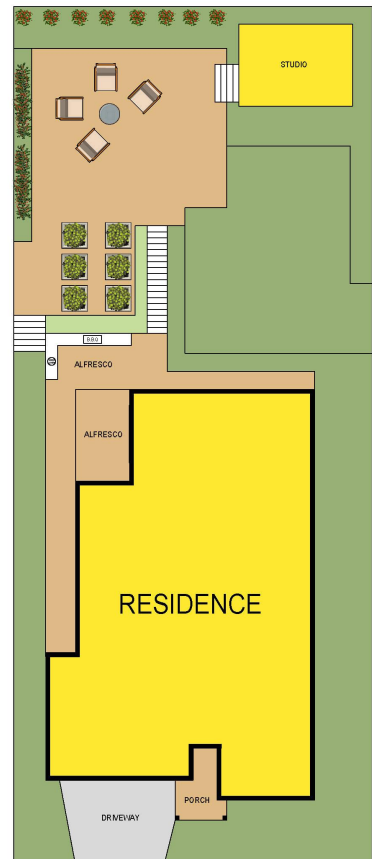 STUDIO
BBQ
ALFRESCO
ALFRESCO
RESIDENCE
PORCH
DRIVEWAY